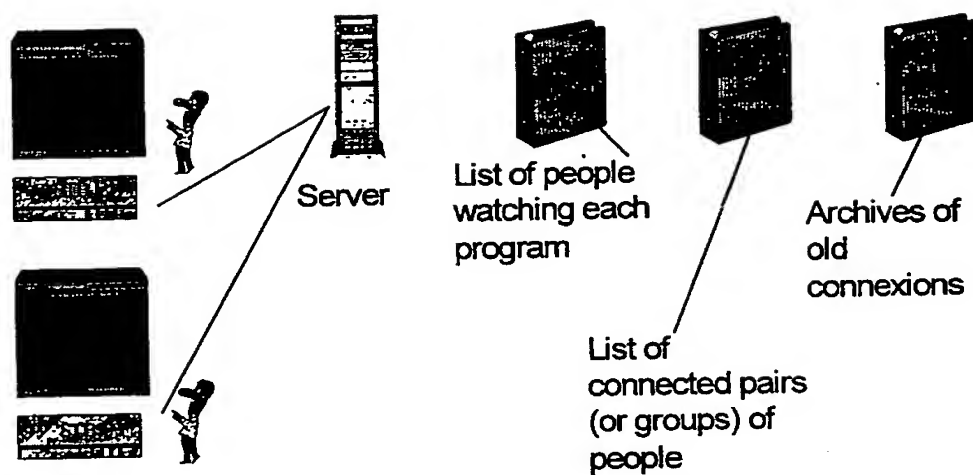 Server
List of people
watching each
program
List of
connected pairs
(or groups) of
people
Archives of
old
connexions